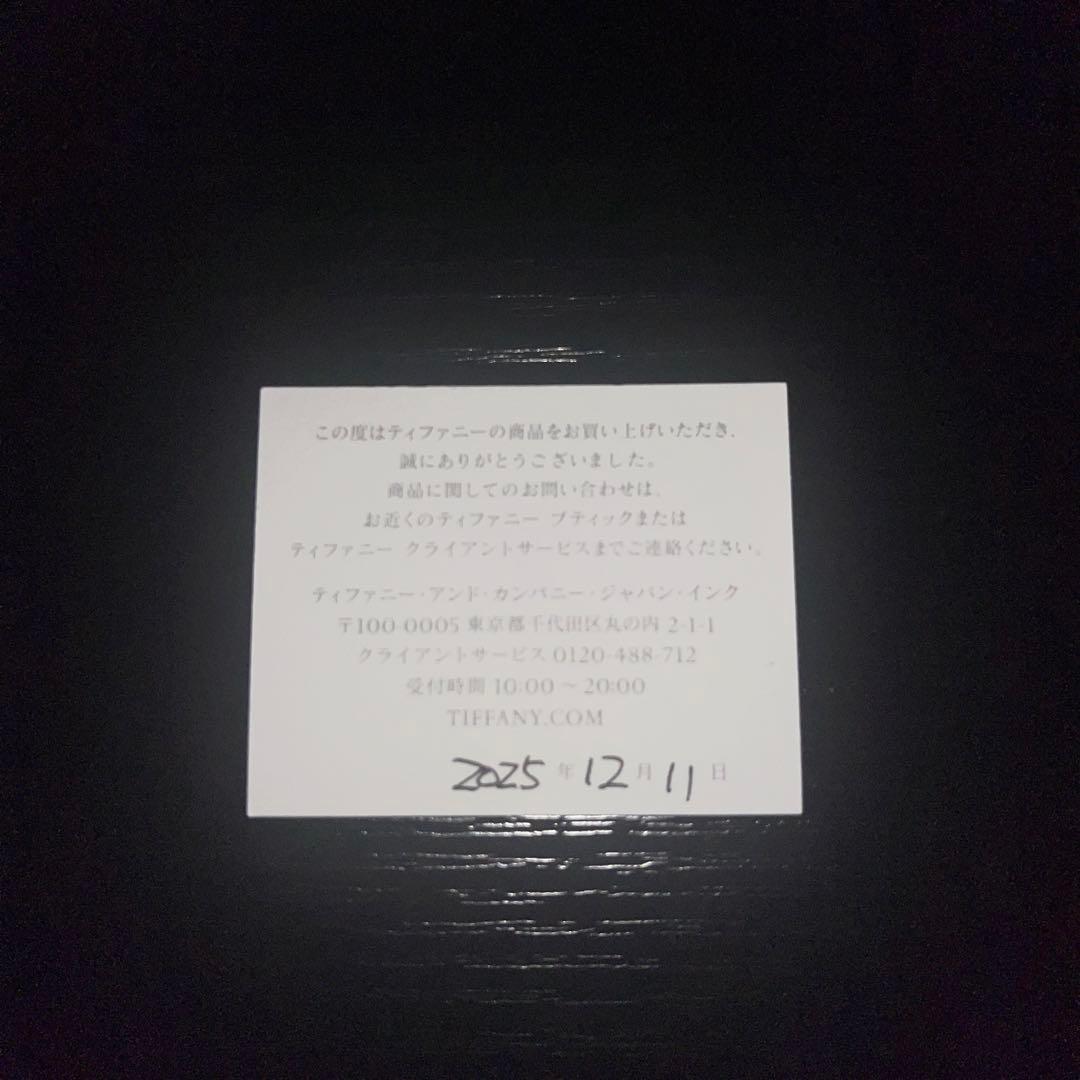 この度はティファニーの商品をお買い上げいただき、
誠にありがとうございました。
商品に関してのお問い合わせは、
お近くのティファニー ブティックまたは
ティファニー クライアントサービスまでご連絡ください。
ティファニー・アンド・カンパニー・ジャパン・インク
〒100-0005 東京都千代田区丸の内 2-1-1
クライアントサービス 0120-488-712
受付時間 10:00 〜 20:00
TIFFANY.COM
2025 年 12 月 11 日